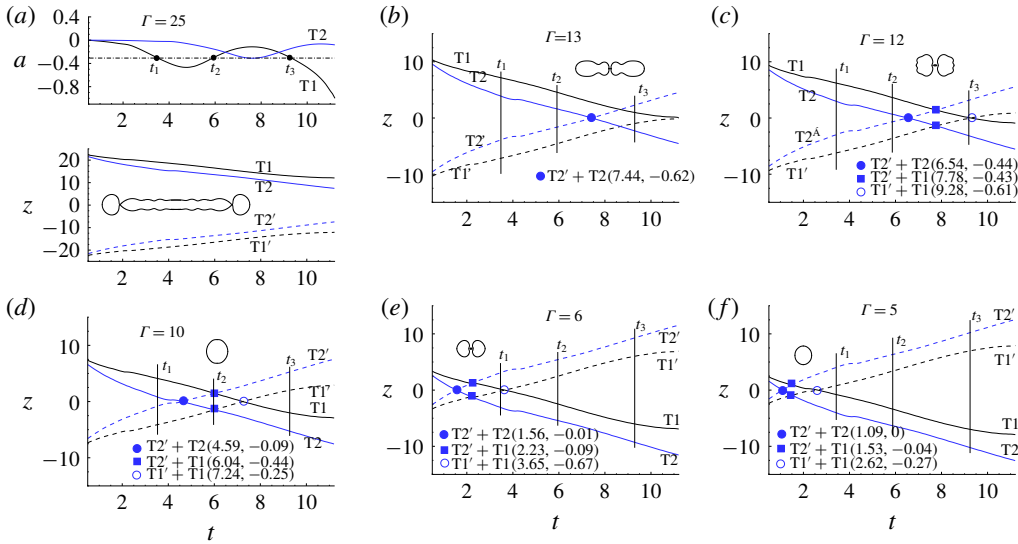 (a)
Γ = 25
0.4
0
−0.4
−0.8
a
T2
T1
t1
t2
t3
2
4
6
8
10
20
10
0
−10
−20
z
T1
T2
T2′
T1′
2
4
6
8
10
(b)
Γ=13
10
0
−10
z
T1
T2
T2′
T1′
t1
t2
t3
T2′ + T2(7.44, −0.62)
2
4
6
8
10
(c)
Γ = 12
10
0
−10
z
T1
T2
T2Á
T1′
t1
t2
t3
T2′ + T2(6.54, −0.44)
T2′ + T1(7.78, −0.43)
T1′ + T1(9.28, −0.61)
2
4
6
8
10
(d)
Γ = 10
10
0
−10
z
t1
t2
t3
T2′
T1′
T1
T2
T2′ + T2(4.59, −0.09)
T2′ + T1(6.04, −0.44)
T1′ + T1(7.24, −0.25)
2
4
6
8
10
t
(e)
Γ = 6
10
0
−10
z
t1
t2
t3
T2′
T1′
T1
T2
T2′ + T2(1.56, −0.01)
T2′ + T1(2.23, −0.09)
T1′ + T1(3.65, −0.67)
2
4
6
8
10
t
(f)
Γ = 5
10
0
−10
z
t1
t2
t3
T2′
T1′
T1
T2
T2′ + T2(1.09, 0)
T2′ + T1(1.53, −0.04)
T1′ + T1(2.62, −0.27)
2
4
6
8
10
t